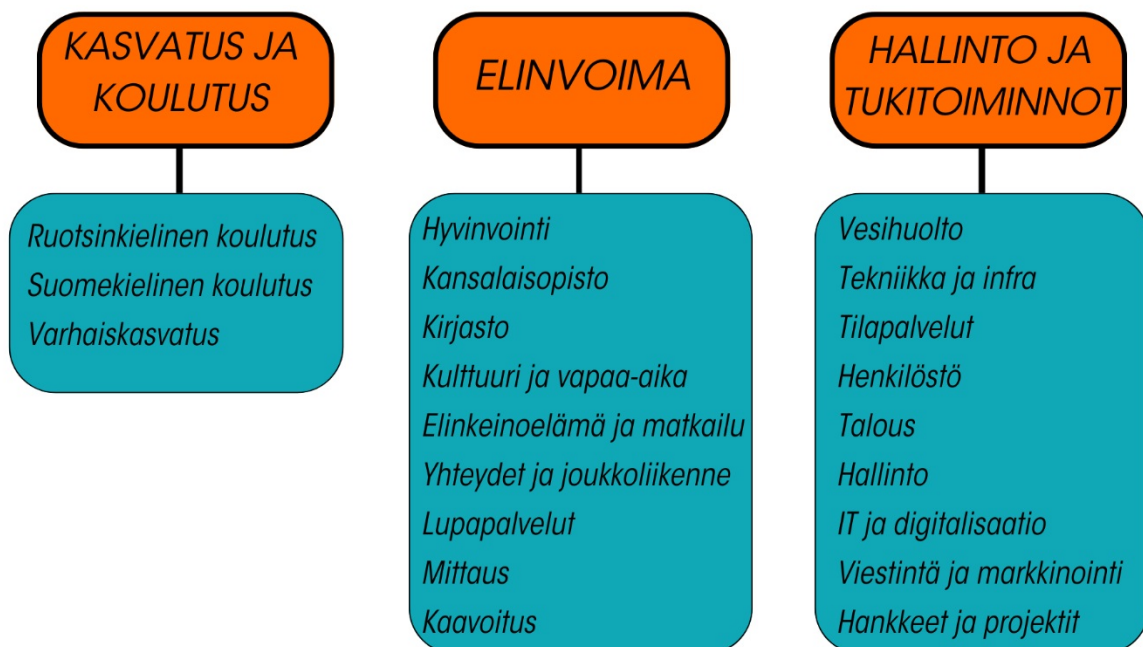 KASVATUS JA
KOULUTUS
Ruotsinkielinen koulutus
Suomekielinen koulutus
Varhaiskasvatus
ELINVOIMA
Hyvinvointi
Kansalaisopisto
Kirjasto
Kulttuuri ja vapaa-aika
Elinkeinoelämä ja matkailu
Yhteydet ja joukkoliikenne
Lupapalvelut
Mittaus
Kaavoitus
HALLINTO JA
TUKITOIMINNOT
Vesihuolto
Tekniikka ja infra
Tilapalvelut
Henkilöstö
Talous
Hallinto
IT ja digitalisaatio
Viestintä ja markkinointi
Hankkeet ja projektit